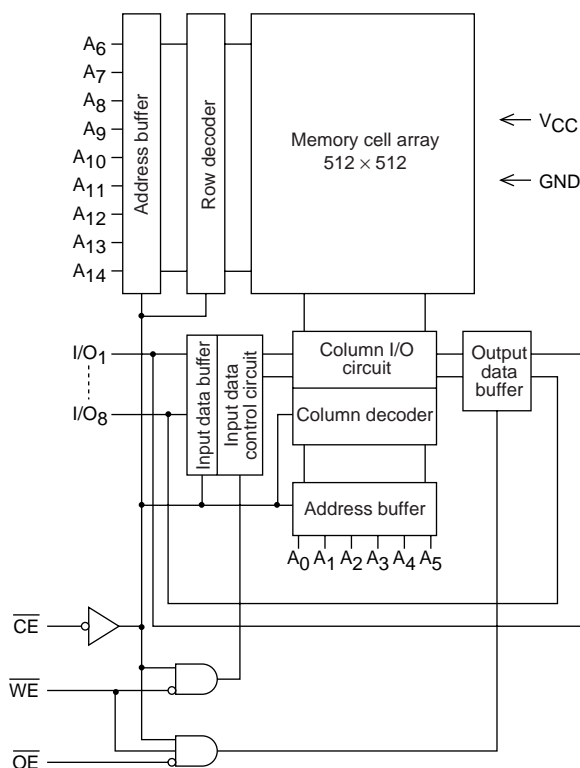 A6
A7
A8
A9
A10
A11
A12
A13
A14
Address buffer
Row decoder
Memory cell array
512 × 512
VCC
GND
I/O1
I/O8
Input data buffer
Input data
control circuit
Column I/O
circuit
Column decoder
Output
data
buffer
Address buffer
A0 A1 A2 A3 A4 A5
CE
WE
OE